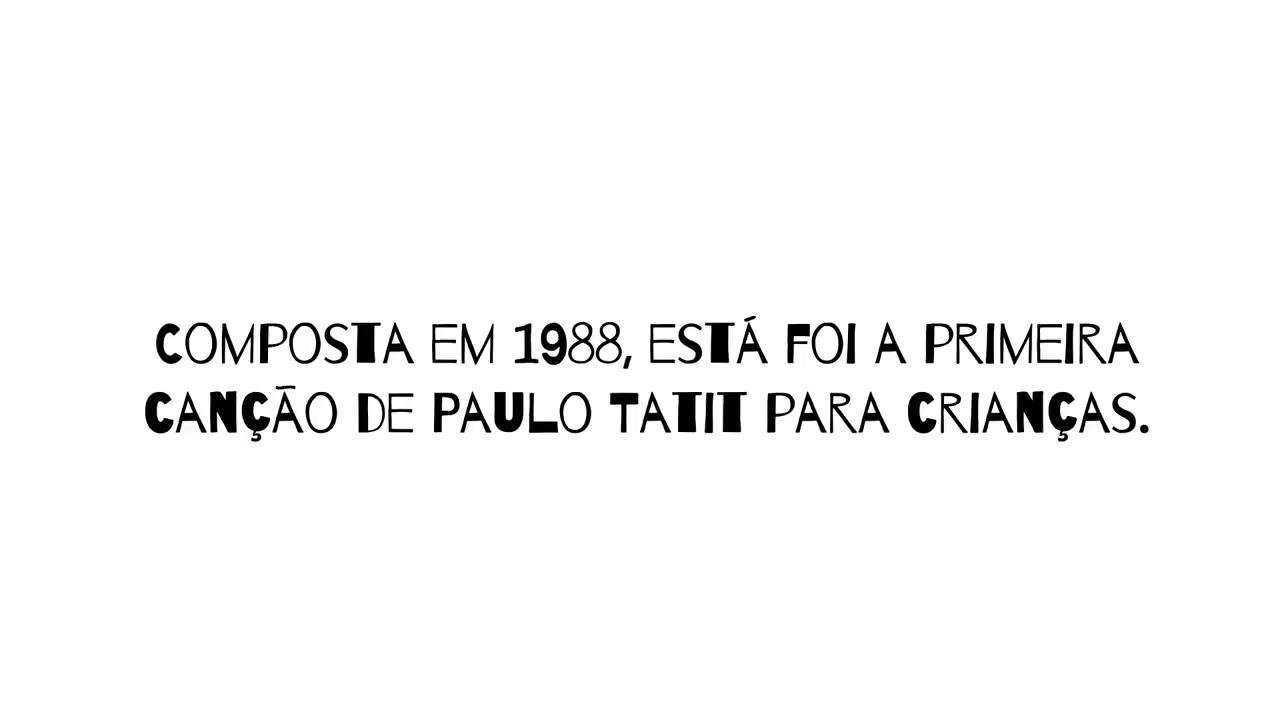 Composta em 1988, está foi a primeira
canção de Paulo Tatit para crianças.